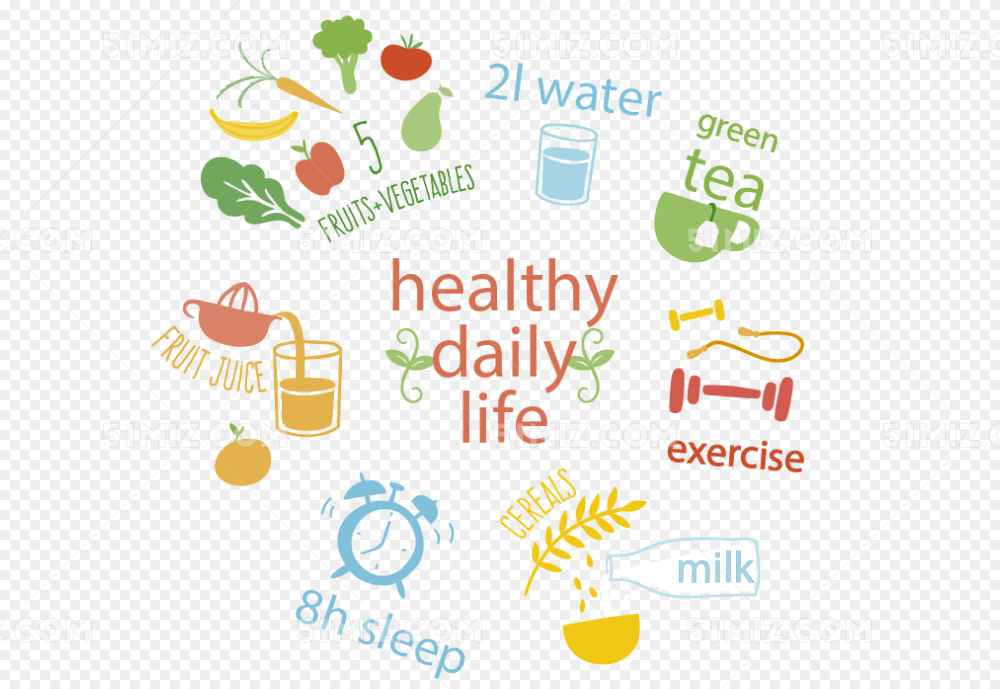 5
FRUiTS+VEGETABLES
2l water
green
tea
healthy
daily
life
FRUIT JUiCE
exercise
CEREALS
milk
8h sleep
51MIZ.COM